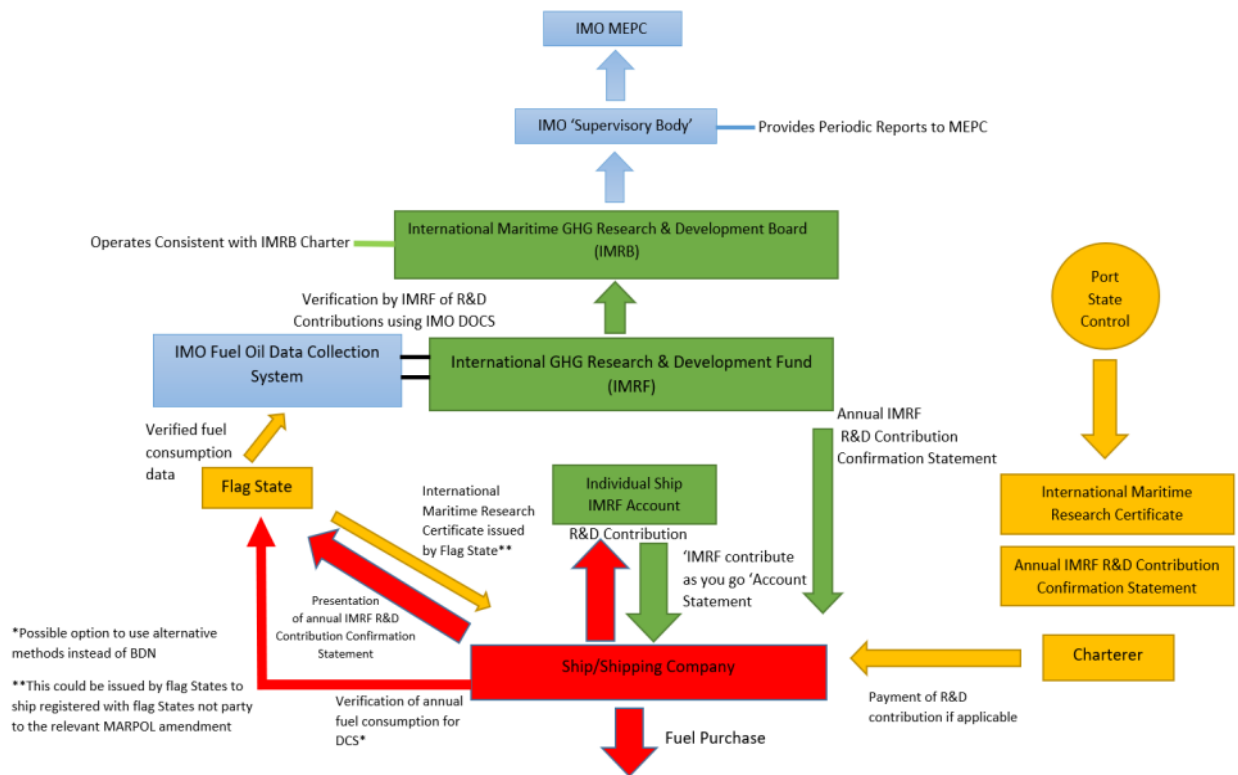 IMO MEPC
IMO ‘Supervisory Body’
Provides Periodic Reports to MEPC
International Maritime GHG Research & Development Board
(IMRB)
Operates Consistent with IMRB Charter
Port
State
Control
Verification by IMRF of R&D
Contributions using IMO DOCS
IMO Fuel Oil Data Collection
System
International GHG Research & Development Fund
(IMRF)
Annual IMRF
R&D Contribution
Confirmation Statement
Verified fuel
consumption
data
Flag State
International
Maritime Research
Certificate issued
by Flag State**
Individual Ship
IMRF Account
R&D Contribution
‘IMRF contribute
as you go ‘Account
Statement
International Maritime
Research Certificate
Annual IMRF R&D Contribution
Confirmation Statement
Presentation
of annual IMRF R&D
Contribution Confirmation
Statement
*Possible option to use alternative
methods instead of BDN
**This could be issued by flag States to
ship registered with flag States not party
to the relevant MARPOL amendment
Ship/Shipping Company
Charterer
Verification of annual
fuel consumption for
DCS*
Payment of R&D
contribution if applicable
Fuel Purchase